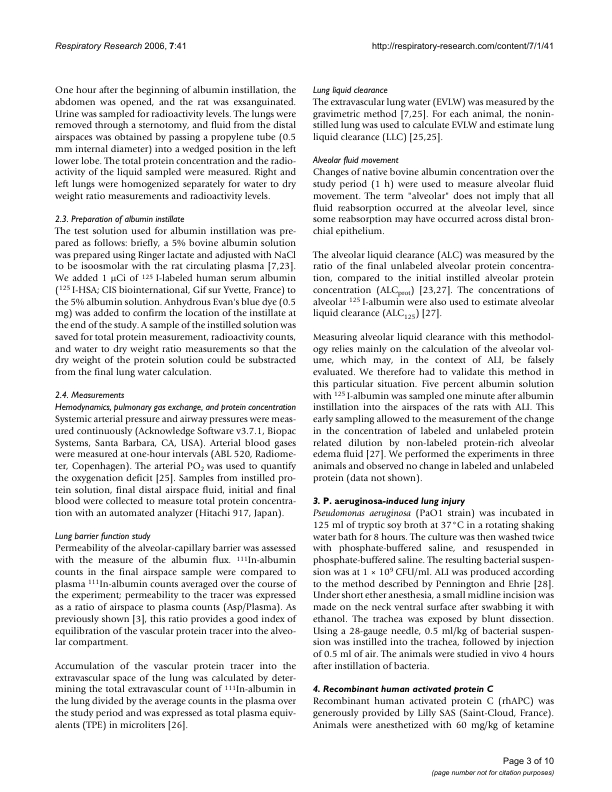 Respiratory Research 2006, 7:41
http://respiratory-research.com/content/7/1/41
One hour after the beginning of albumin instillation, the
abdomen was opened, and the rat was exsanguinated.
Urine was sampled for radioactivity levels. The lungs were
removed through a sternotomy, and fluid from the distal
airspaces was obtained by passing a propylene tube (0.5
mm internal diameter) into a wedged position in the left
lower lobe. The total protein concentration and the radio-
activity of the liquid sampled were measured. Right and
left lungs were homogenized separately for water to dry
weight ratio measurements and radioactivity levels.
2.3. Preparation of albumin instillate
The test solution used for albumin instillation was pre-
pared as follows: briefly, a 5% bovine albumin solution
was prepared using Ringer lactate and adjusted with NaCl
to be isoosmolar with the rat circulating plasma [7,23].
We added 1 μCi of 125 I-labeled human serum albumin
(125 I-HSA; CIS biointernational, Gif sur Yvette, France) to
the 5% albumin solution. Anhydrous Evan's blue dye (0.5
mg) was added to confirm the location of the instillate at
the end of the study. A sample of the instilled solution was
saved for total protein measurement, radioactivity counts,
and water to dry weight ratio measurements so that the
dry weight of the protein solution could be subtracted
from the final lung water calculation.
2.4. Measurements
Hemodynamics, pulmonary gas exchange, and protein concentration
Systemic arterial pressure and airway pressures were meas-
ured continuously (Acknowledge Software v3.7.1, Biopac
Systems, Santa Barbara, CA, USA). Arterial blood gases
were measured at one-hour intervals (ABL 520, Radiome-
ter, Copenhagen). The arterial PO2 was used to quantify
the oxygenation deficit [25]. Samples from instilled pro-
tein solution, final distal airspace fluid, initial and final
blood were collected to measure total protein concentra-
tion with an automated analyzer (Hitachi 917, Japan).
Lung barrier function study
Permeability of the alveolar-capillary barrier was assessed
with the measure of the albumin flux. 111In-albumin
counts in the final airspace sample were compared to
plasma 111In-albumin counts averaged over the course of
the experiment; permeability to the tracer was expressed
as a ratio of airspace to plasma counts (Asp/Plasma). As
previously shown [3], this ratio provides a good index of
equilibration of the vascular protein tracer into the alveo-
lar compartment.
Accumulation of the vascular protein tracer into the
extravascular space of the lung was calculated by deter-
mining the total extravascular count of 111In-albumin in
the lung divided by the average counts in the plasma over
the study period and was expressed as total plasma equiv-
alents (TPE) in microliters [26].
Lung liquid clearance
The extravascular lung water (EVLW) was measured by the
gravimetric method [7,25]. For each animal, the nonin-
stilled lung was used to calculate EVLW and estimate lung
liquid clearance (LLC) [25,25].
Alveolar fluid movement
Changes of native bovine albumin concentration over the
study period (1 h) were used to measure alveolar fluid
movement. The term "alveolar" does not imply that all
fluid reabsorption occurred at the alveolar level, since
some reabsorption may have occurred across distal bron-
chial epithelium.
The alveolar liquid clearance (ALC) was measured by the
ratio of the final unlabeled alveolar protein concentra-
tion, compared to the initial instilled alveolar protein
concentration (ALCprot) [23,27]. The concentrations of
alveolar 125 I-albumin were also used to estimate alveolar
liquid clearance (ALC125) [27].
Measuring alveolar liquid clearance with this methodol-
ogy relies mainly on the calculation of the alveolar vol-
ume, which may, in the context of ALI, be falsely
evaluated. We therefore had to validate this method in
this particular situation. Five percent albumin solution
with 125 I-albumin was sampled one minute after albumin
instillation into the airspaces of the rats with ALI. This
early sampling allowed to the measurement of the change
in the concentration of labeled and unlabeled protein
related dilution by non-labeled protein-rich alveolar
edema fluid [27]. We performed the experiments in three
animals and observed no change in labeled and unlabeled
protein (data not shown).
3. P. aeruginosa-induced lung injury
Pseudomonas aeruginosa (PaO1 strain) was incubated in
125 ml of tryptic soy broth at 37°C in a rotating shaking
water bath for 8 hours. The culture was then washed twice
with phosphate-buffered saline, and resuspended in
phosphate-buffered saline. The resulting bacterial suspen-
sion was at 1 × 109 CFU/ml. ALI was produced according
to the method described by Pennington and Ehrie [28].
Under short ether anesthesia, a small midline incision was
made on the neck ventral surface after swabbing it with
ethanol. The trachea was exposed by blunt dissection.
Using a 28-gauge needle, 0.5 ml/kg of bacterial suspen-
sion was instilled into the trachea, followed by injection
of 0.5 ml of air. The animals were studied in vivo 4 hours
after instillation of bacteria.
4. Recombinant human activated protein C
Recombinant human activated protein C (rhAPC) was
generously provided by Lilly SAS (Saint-Cloud, France).
Animals were anesthetized with 60 mg/kg of ketamine
Page 3 of 10
(page number not for citation purposes)